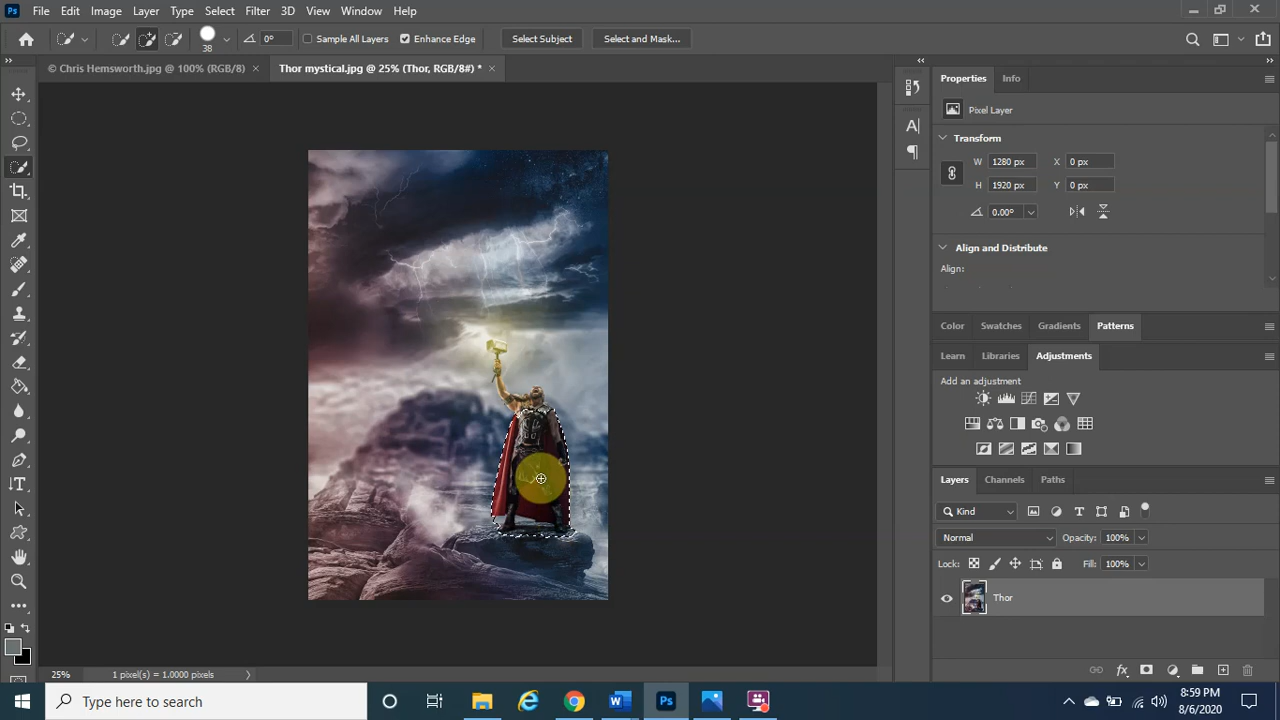 Ps File Edit Image Layer Type Select Filter 3D View Window Help
38 0° Sample All Layers Enhance Edge Select Subject Select and Mask...
© Chris Hemsworth.jpg @ 100% (RGB/8) × Thor mystical.jpg @ 25% (Thor, RGB/8#) * ×
Properties Info
Pixel Layer
Transform
W 1280 px X 0 px
H 1920 px Y 0 px
0.00°
Align and Distribute
Align:
Color Swatches Gradients Patterns
Learn Libraries Adjustments
Add an adjustment
Layers Channels Paths
Kind
Normal Opacity: 100%
Lock: Fill: 100%
Thor
25% 1 pixel(s) = 1.0000 pixels
Type here to search
8:59 PM
8/6/2020